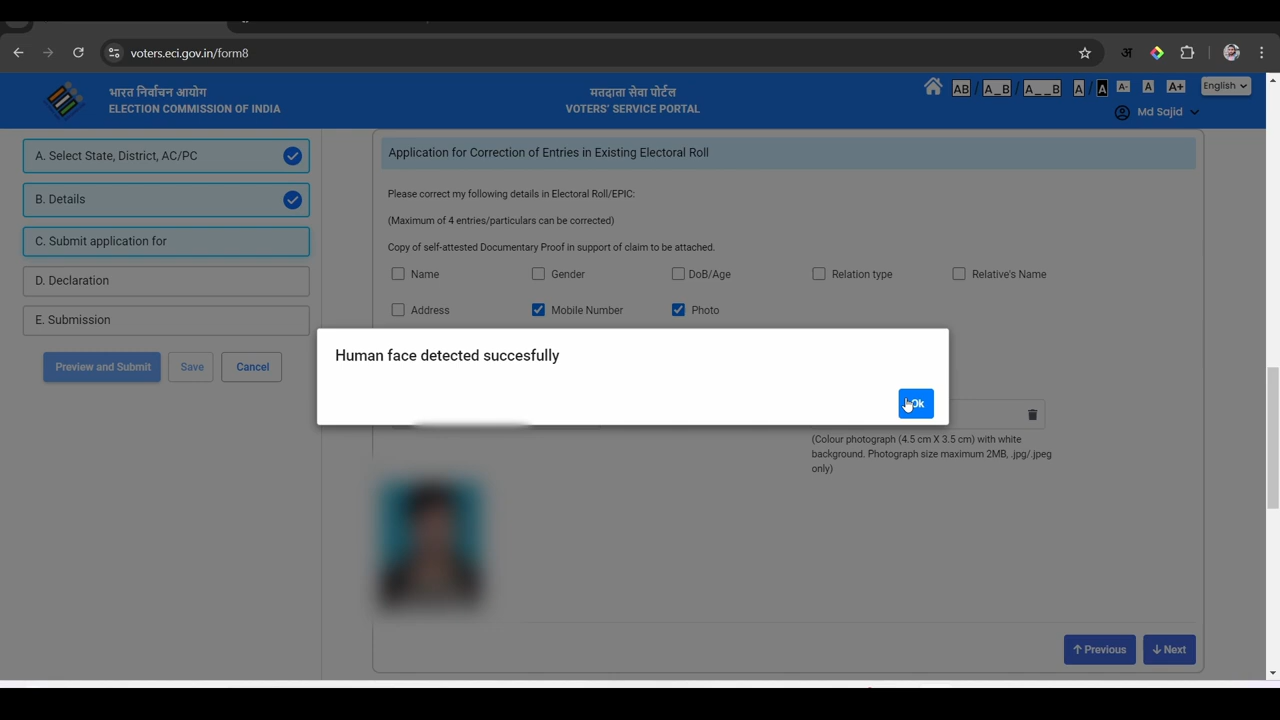 voters.eci.gov.in/form8
अ
भारत निर्वाचन आयोग
ELECTION COMMISSION OF INDIA
मतदाता सेवा पोर्टल
VOTERS' SERVICE PORTAL
AB / A_B / A__B A / A A- A A+ English
Md Sajid
A. Select State, District, AC/PC
B. Details
C. Submit application for
D. Declaration
E. Submission
Preview and Submit Save Cancel
Application for Correction of Entries in Existing Electoral Roll
Please correct my following details in Electoral Roll/EPIC:
(Maximum of 4 entries/particulars can be corrected)
Copy of self-attested Documentary Proof in support of claim to be attached.
Name Gender DoB/Age Relation type Relative's Name
Address Mobile Number Photo
Human face detected succesfully
Ok
(Colour photograph (4.5 cm X 3.5 cm) with white
background. Photograph size maximum 2MB, .jpg/.jpeg
only)
Previous Next